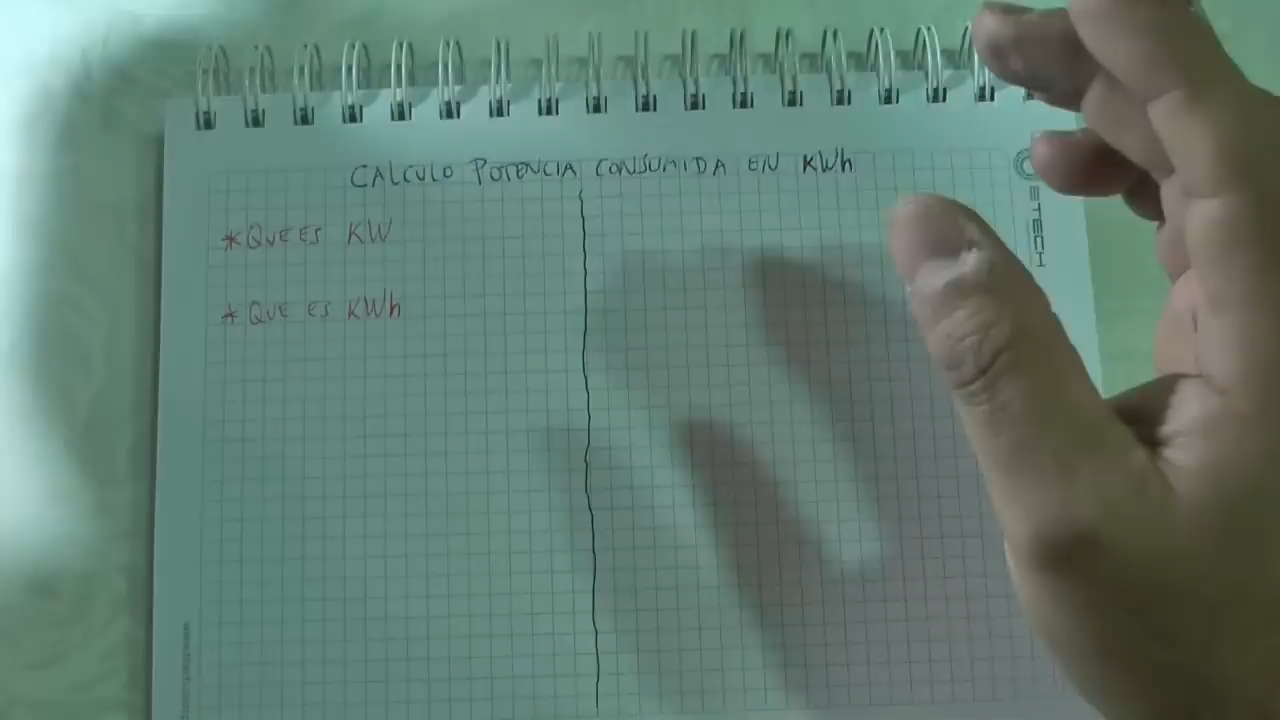 CALCULO POTENCIA CONSUMIDA EN KWh
*QUE ES KW
*QUE ES KWh
ETECH